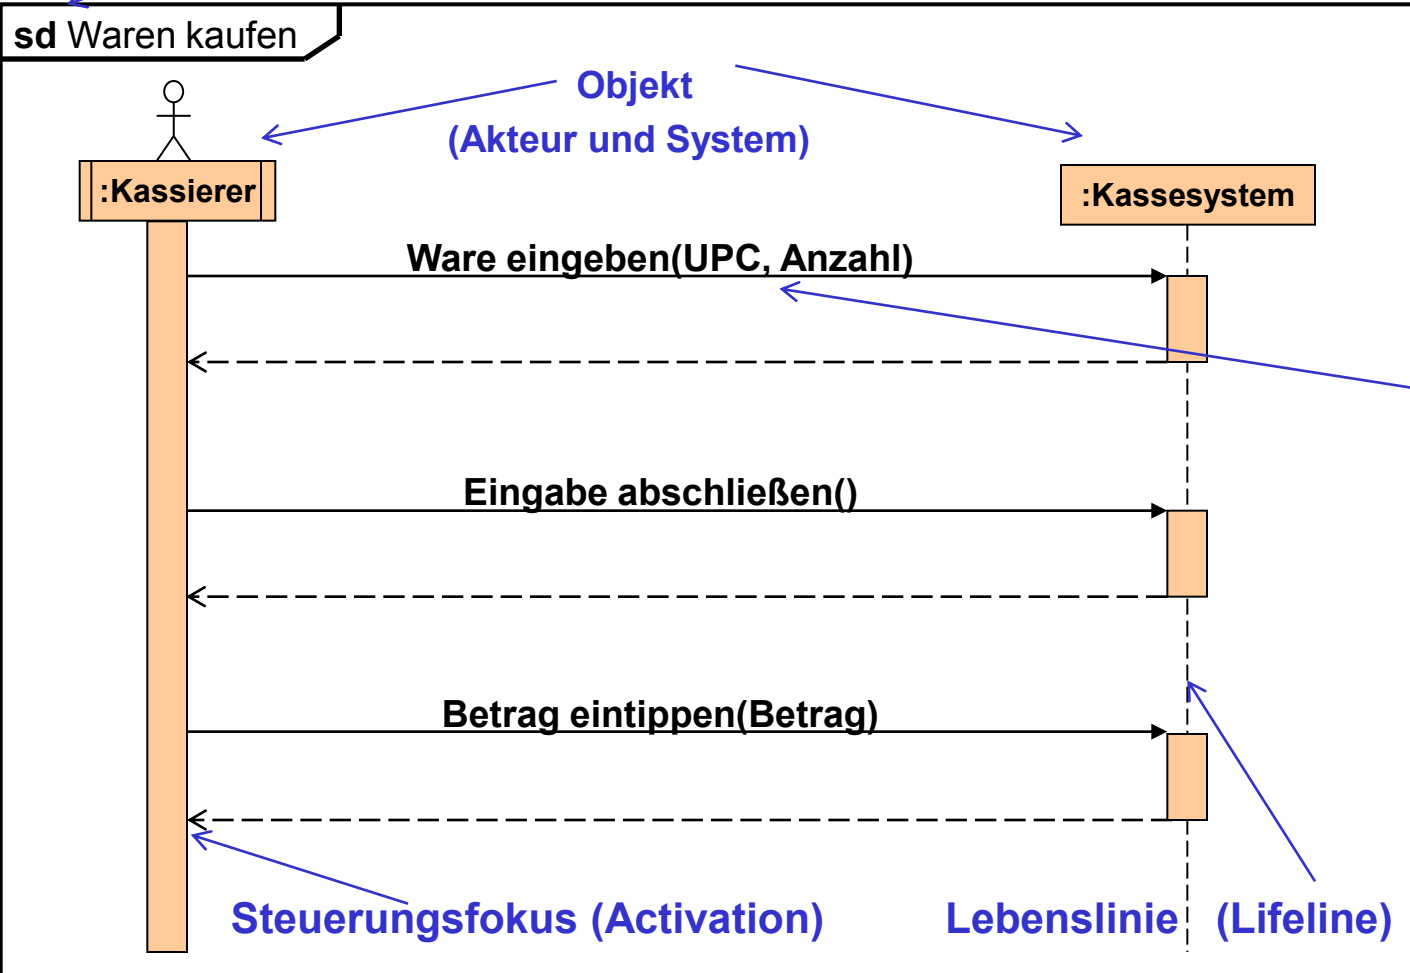 sd Waren kaufen
Objekt
(Akteur und System)
:Kassierer
:Kassesystem
Ware eingeben(UPC, Anzahl)
Eingabe abschließen()
Betrag eintippen(Betrag)
Steuerungsfokus (Activation)
Lebenslinie (Lifeline)